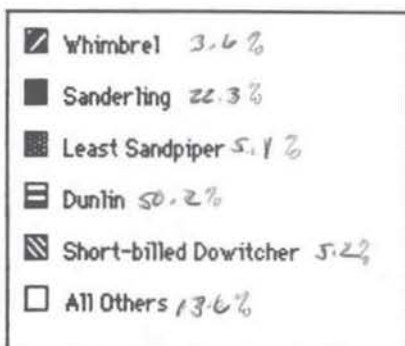 Whimbrel 3.6%
Sanderling 22.3%
Least Sandpiper 5.1%
Dunlin 50.2%
Short-billed Dowitcher 5.2%
All Others 13.6%